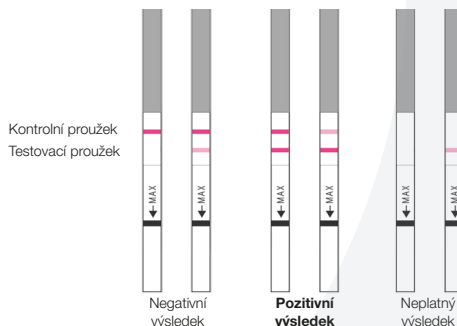 Kontrolní proužek
Testovací proužek
MAX
MAX
MAX
MAX
MAX
MAX
Negativní
výsledek
Pozitivní
výsledek
Neplatný
výsledek